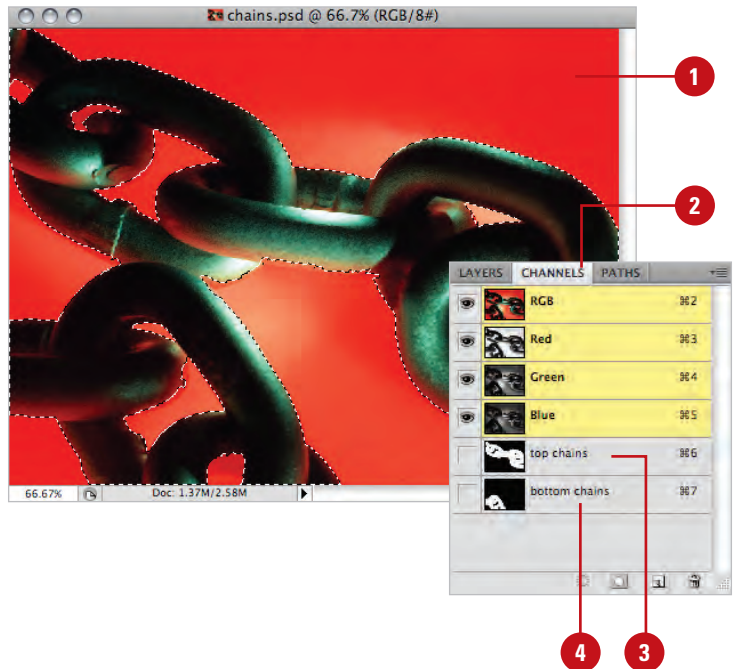 chains.psd @ 66.7% (RGB/8#)
1
2
LAYERS CHANNELS PATHS
RGB ⌘2
Red ⌘3
Green ⌘4
Blue ⌘5
top chains ⌘6
bottom chains ⌘7
66.67% Doc: 1.37M/2.58M
4 3